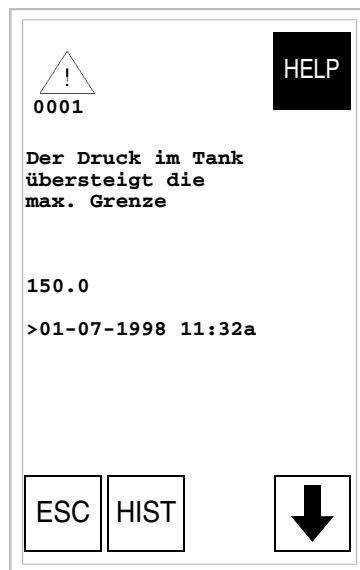 !
HELP
0001
Der Druck im Tank
übersteigt die
max. Grenze
150.0
>01-07-1998 11:32a
ESC HIST